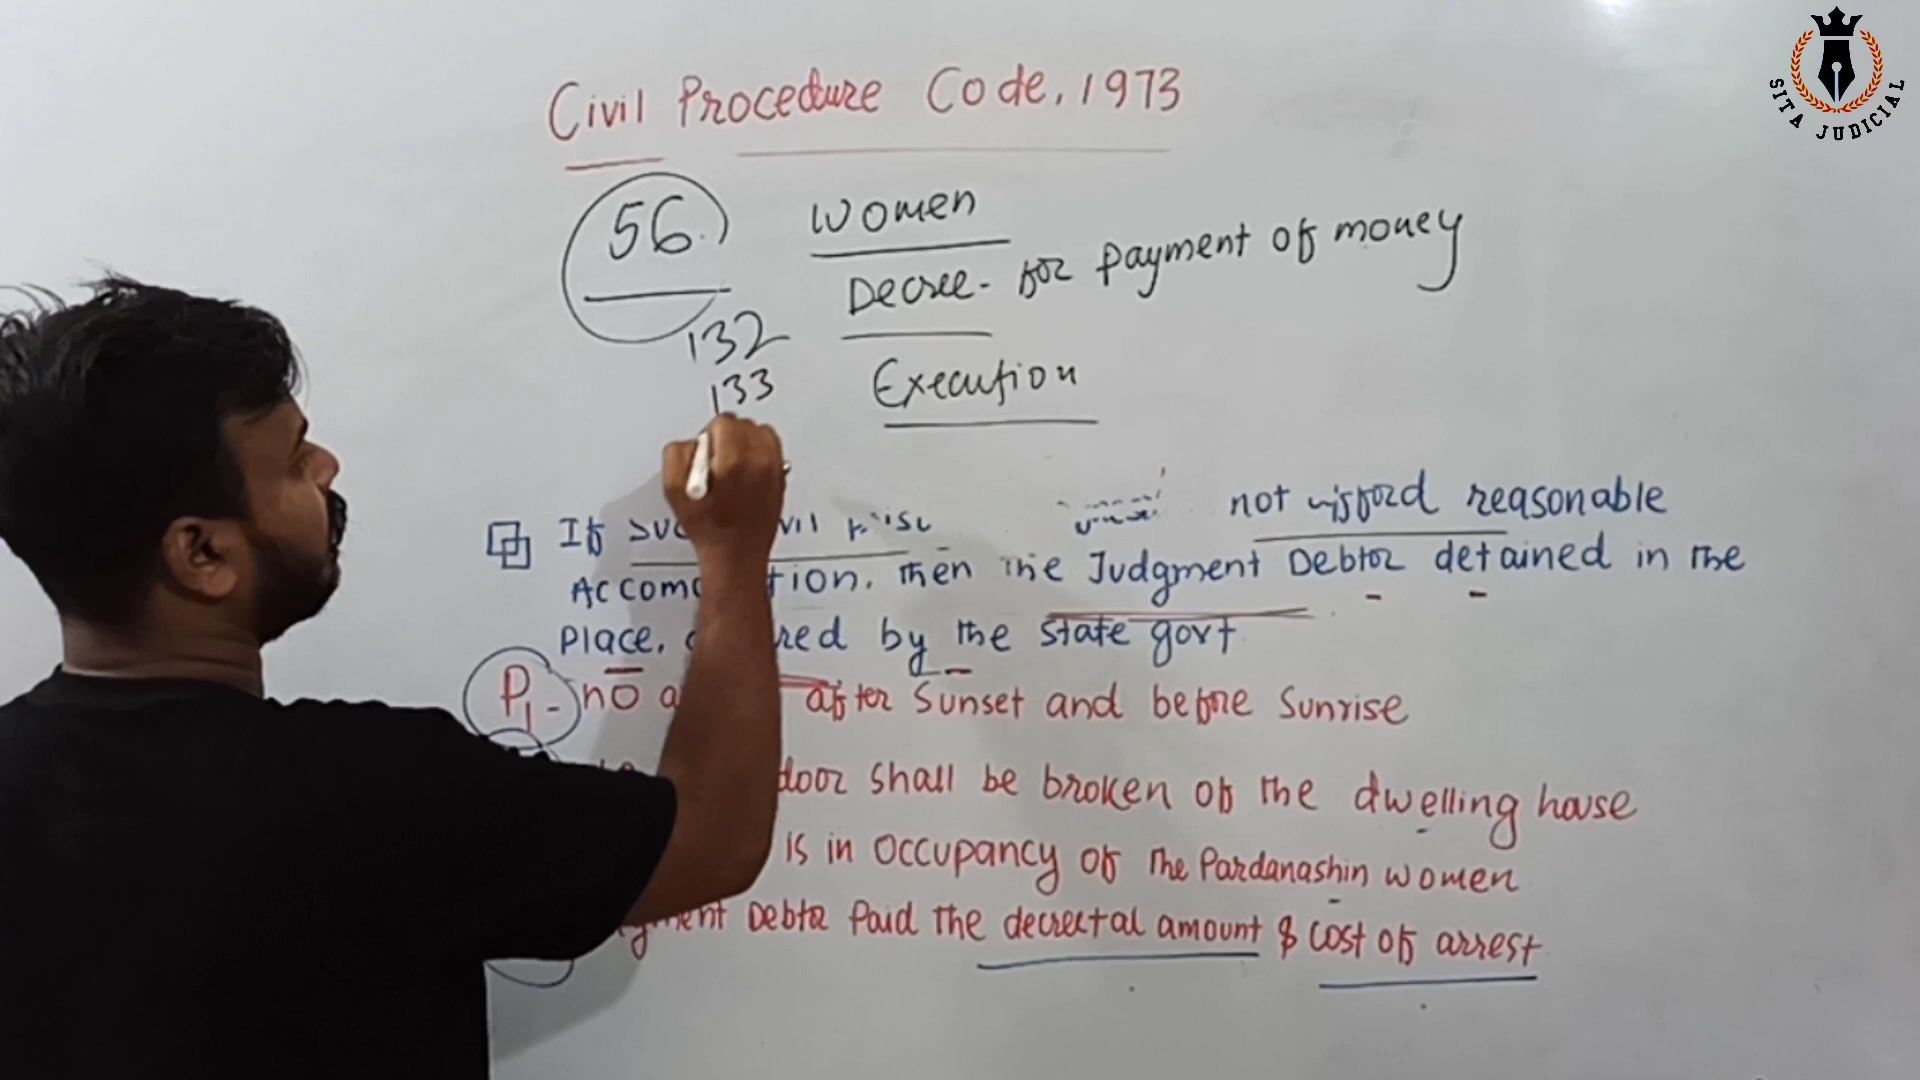 SITA JUDICIAL
Civil Procedure Code, 1973
56.
Women
Decree - for payment of money
132
133
Execution
If not afford reasonable
then the Judgment Debtor detained in the
Place, by the state govt
P1 - no after Sunset and before Sunrise
door shall be broken of the dwelling house
is in occupancy of the Pardanashin women
Debtor Paid the decreetal amount & cost of arrest